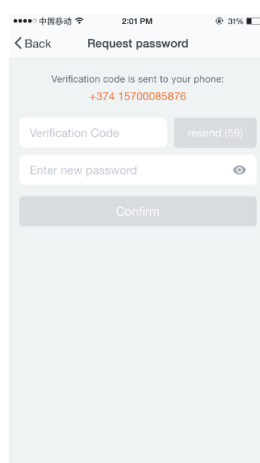 中国移动 2:01 PM 31%
Back Request password
Verification code is sent to your phone:
+374 15700085876
Verification Code resend (59)
Enter new password
Confirm